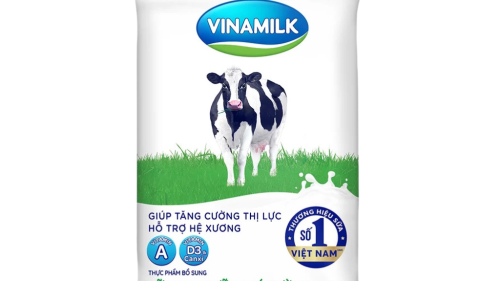 VINAMILK
GIÚP TĂNG CƯỜNG THỊ LỰC
HỖ TRỢ HỆ XƯƠNG
VITAMIN
A
VITAMIN
D3 &
Canxi
THỰC PHẨM BỔ SUNG
THƯƠNG HIỆU SỮA
SỐ 1
VIỆT NAM